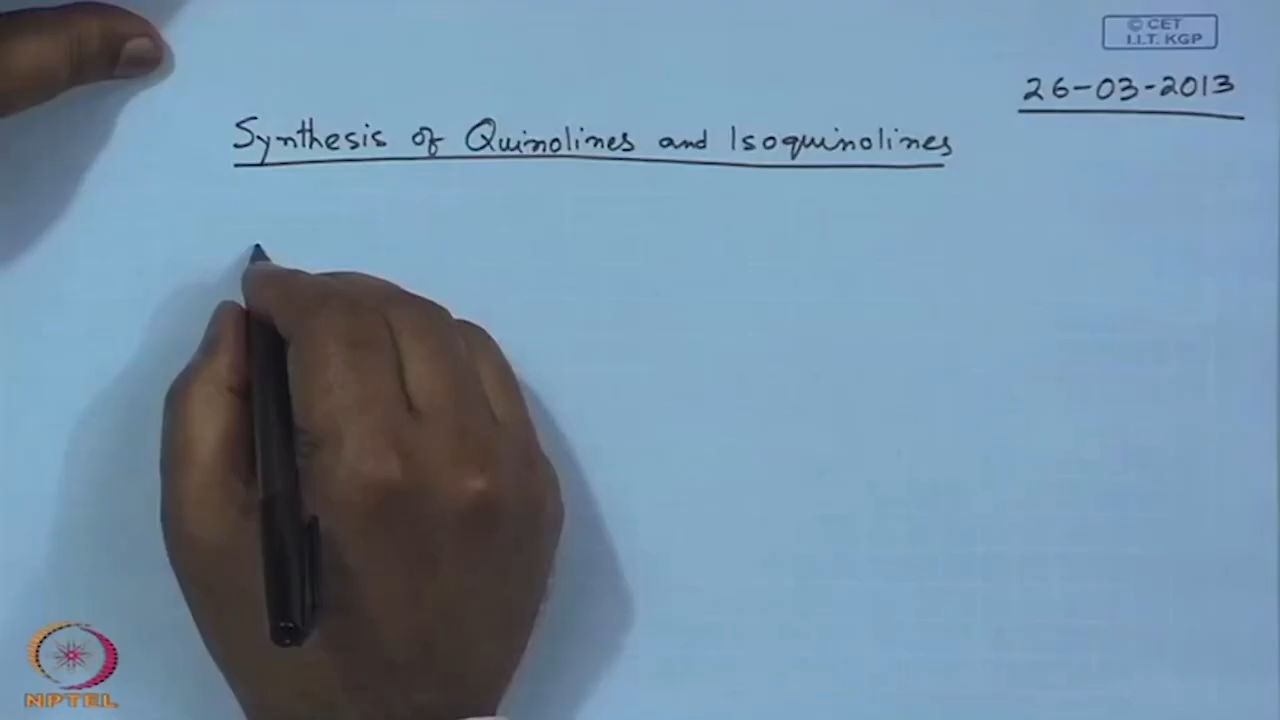 © CET
I.I.T. KGP
26-03-2013
Synthesis of Quinolines and Isoquinolines
NPTEL